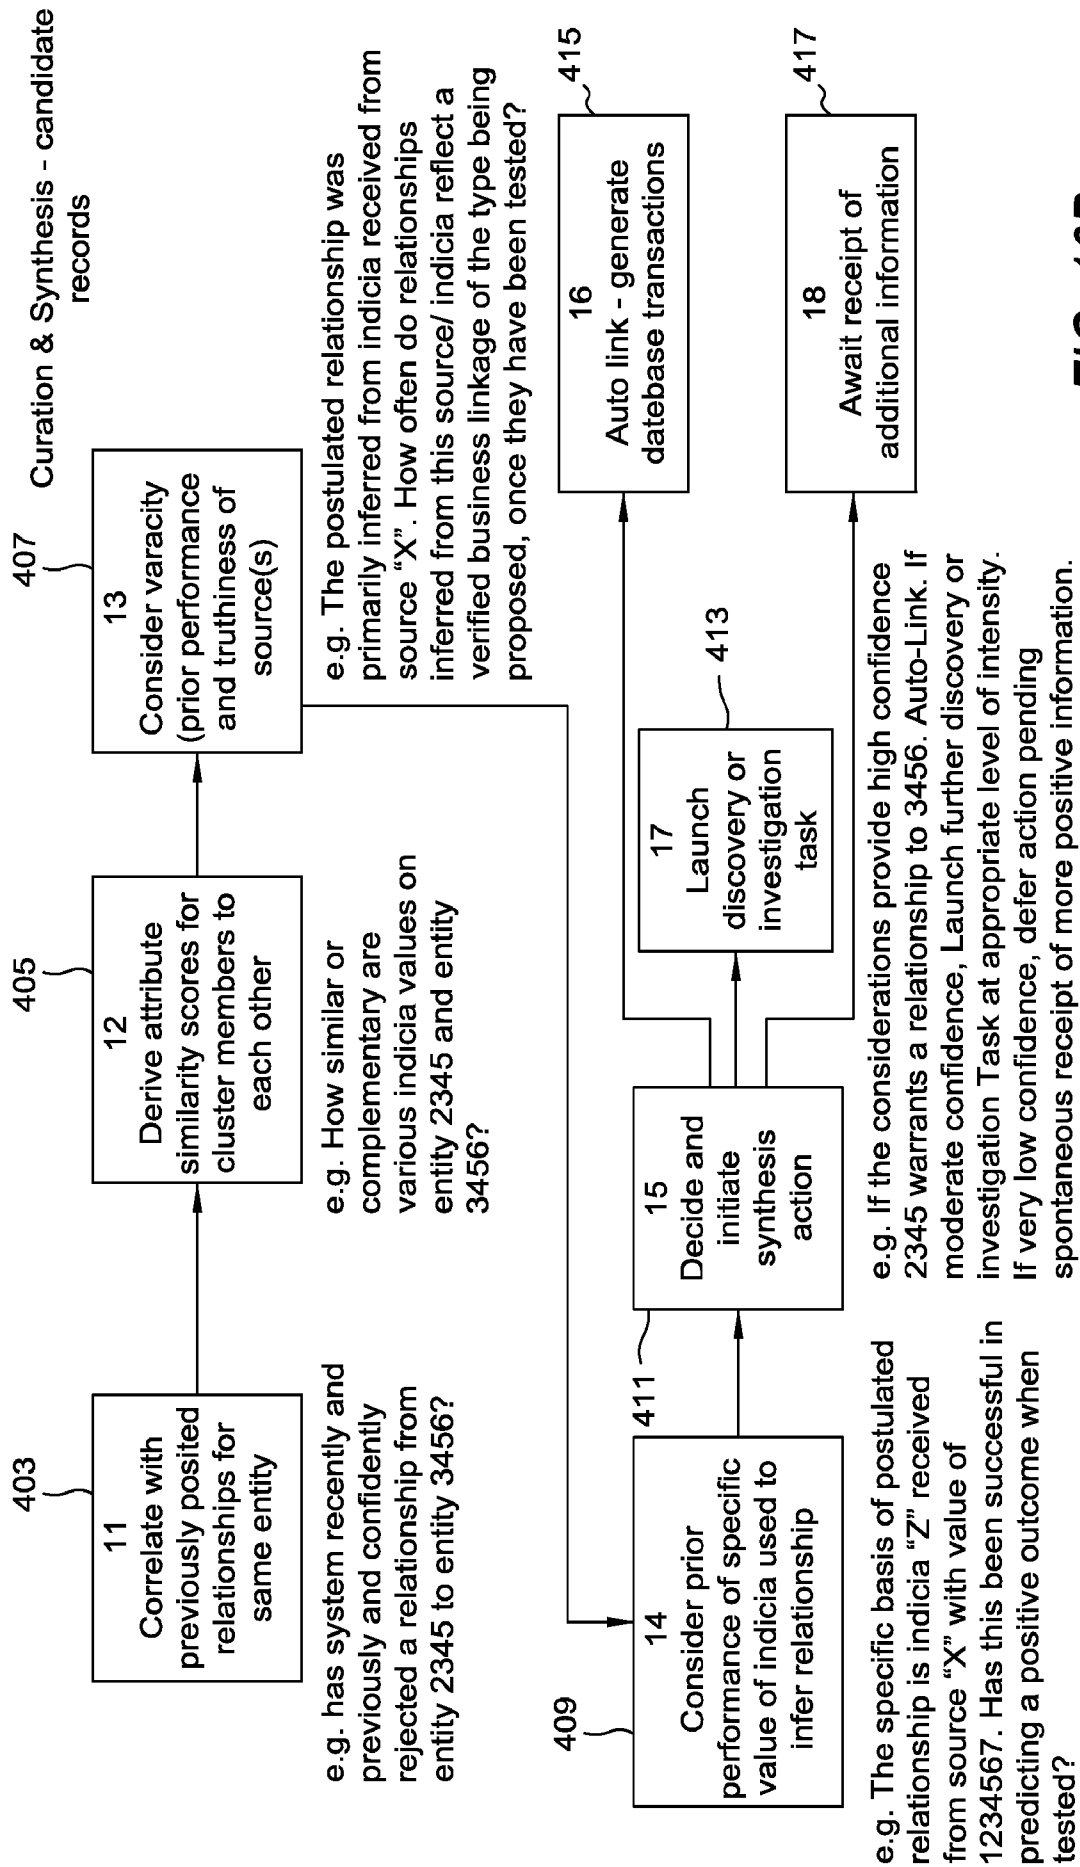 Curation & Synthesis - candidate
records
403
11
Correlate with
previously posited
relationships for
same entity
e.g. has system recently and
previously and confidently
rejected a relationship from
entity 2345 to entity 3456?
405
12
Derive attribute
similarity scores for
cluster members to
each other
e.g. How similar or
complementary are
various indicia values on
entity 2345 and entity
3456?
407
13
Consider varacity
(prior performance
and truthiness of
source(s)
e.g. The postulated relationship was
primarily inferred from indicia received from
source “X”. How often do relationships
inferred from this source/ indicia reflect a
verified business linkage of the type being
proposed, once they have been tested?
409
14
Consider prior
performance of specific
value of indicia used to
infer relationship
e.g. The specific basis of postulated
relationship is indicia “Z” received
from source “X” with value of
1234567. Has this been successful in
predicting a positive outcome when
tested?
411
15
Decide and
initiate
synthesis
action
e.g. If the considerations provide high confidence
2345 warrants a relationship to 3456. Auto-Link. If
moderate confidence, Launch further discovery or
investigation Task at appropriate level of intensity.
If very low confidence, defer action pending
spontaneous receipt of more positive information.
413
17
Launch
discovery or
investigation
task
415
16
Auto link - generate
datebase transactions
417
18
Await receipt of
additional information